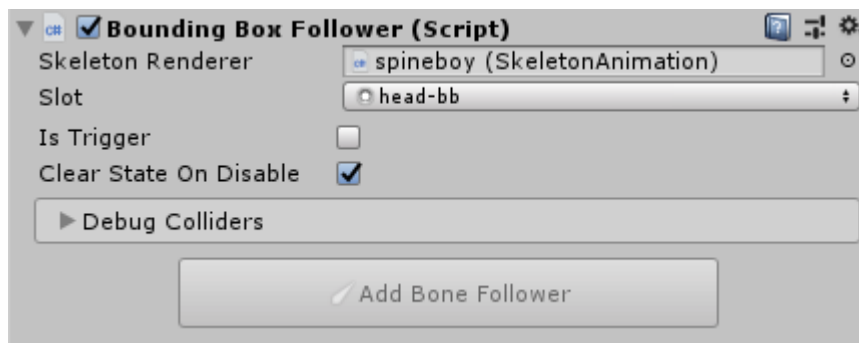 Bounding Box Follower (Script)
Skeleton Renderer spineboy (SkeletonAnimation)
Slot head-bb
Is Trigger
Clear State On Disable
Debug Colliders
Add Bone Follower